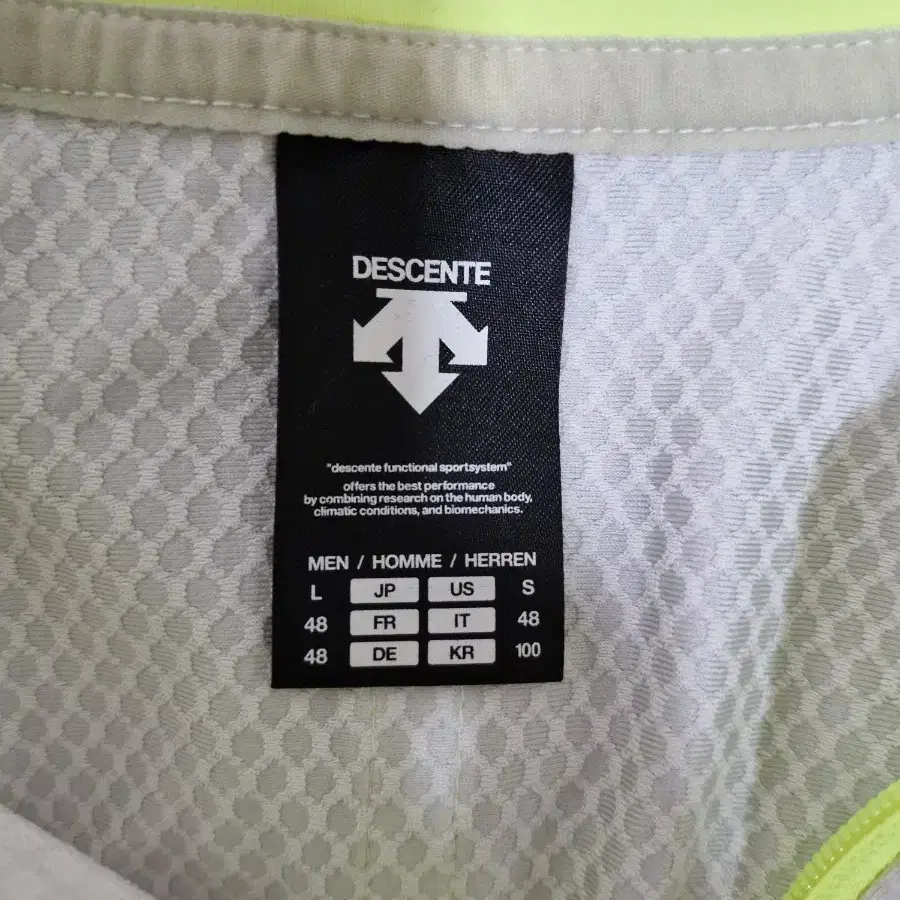 DESCENTE
"descente functional sportsystem"
offers the best performance
by combining research on the human body,
climatic conditions, and biomechanics.
MEN / HOMME / HERREN
L JP US S
48 FR IT 48
48 DE KR 100